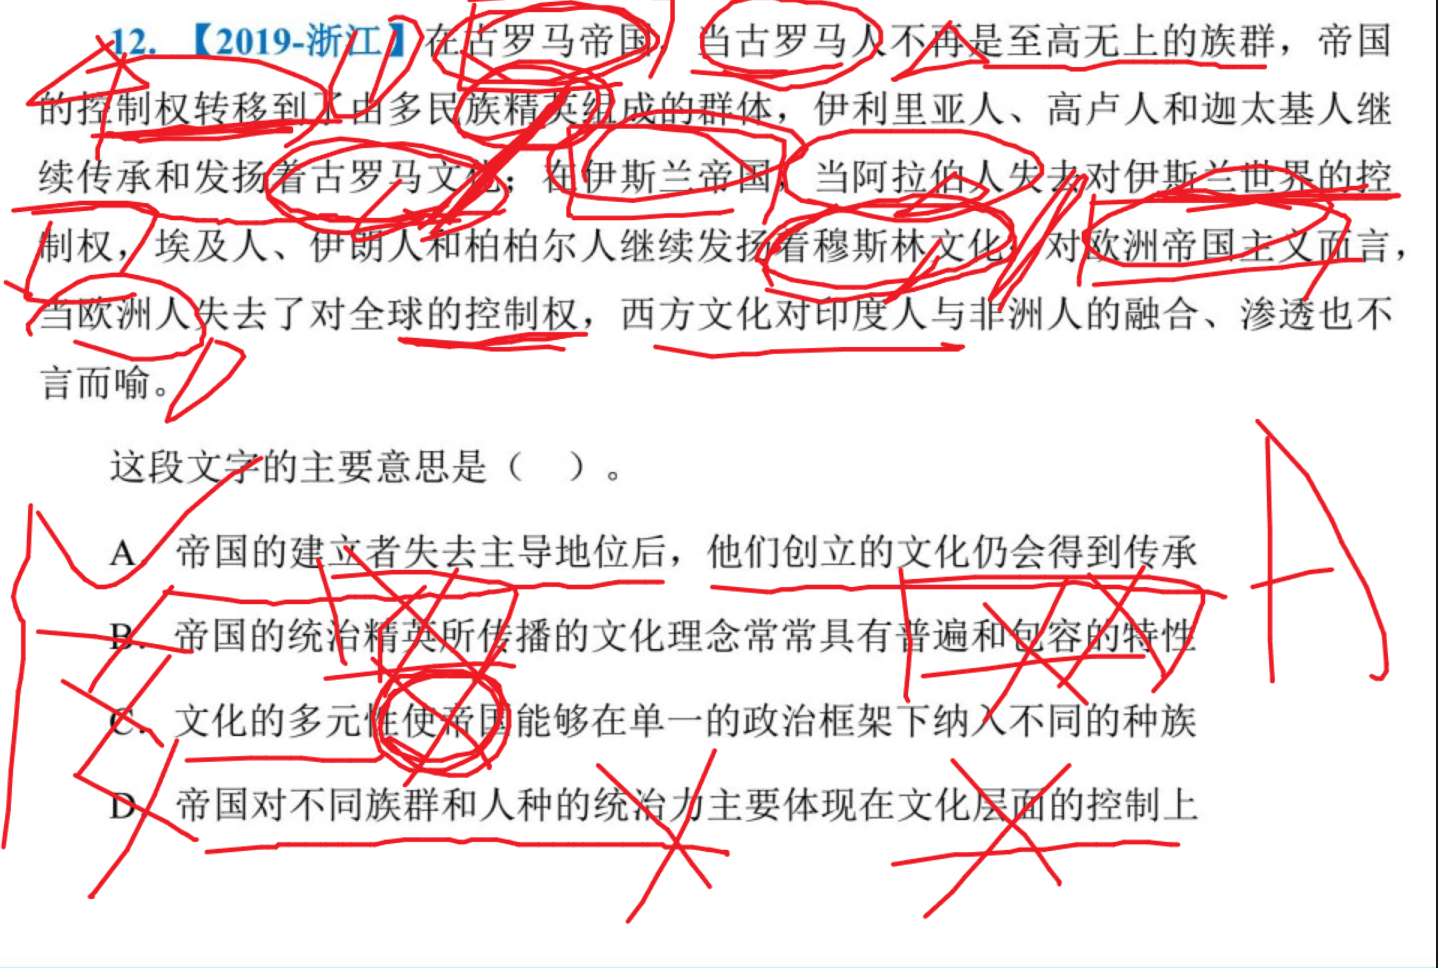 12. 【2019-浙江】在古罗马帝国，当古罗马人不再是至高无上的族群，帝国
的控制权转移到了由多民族精英组成的群体，伊利里亚人、高卢人和迦太基人继
续传承和发扬着古罗马文化；在伊斯兰帝国，当阿拉伯人失去对伊斯兰世界的控
制权，埃及人、伊朗人和柏柏尔人继续发扬着穆斯林文化；对欧洲帝国主义而言，
当欧洲人失去了对全球的控制权，西方文化对印度人与非洲人的融合、渗透也不
言而喻。
这段文字的主要意思是（ ）。
A. 帝国的建立者失去主导地位后，他们创立的文化仍会得到传承
B. 帝国的统治精英所传播的文化理念常常具有普遍和包容的特性
C. 文化的多元性使帝国能够在单一的政治框架下纳入不同的种族
D. 帝国对不同族群和人种的统治力主要体现在文化层面的控制上
A